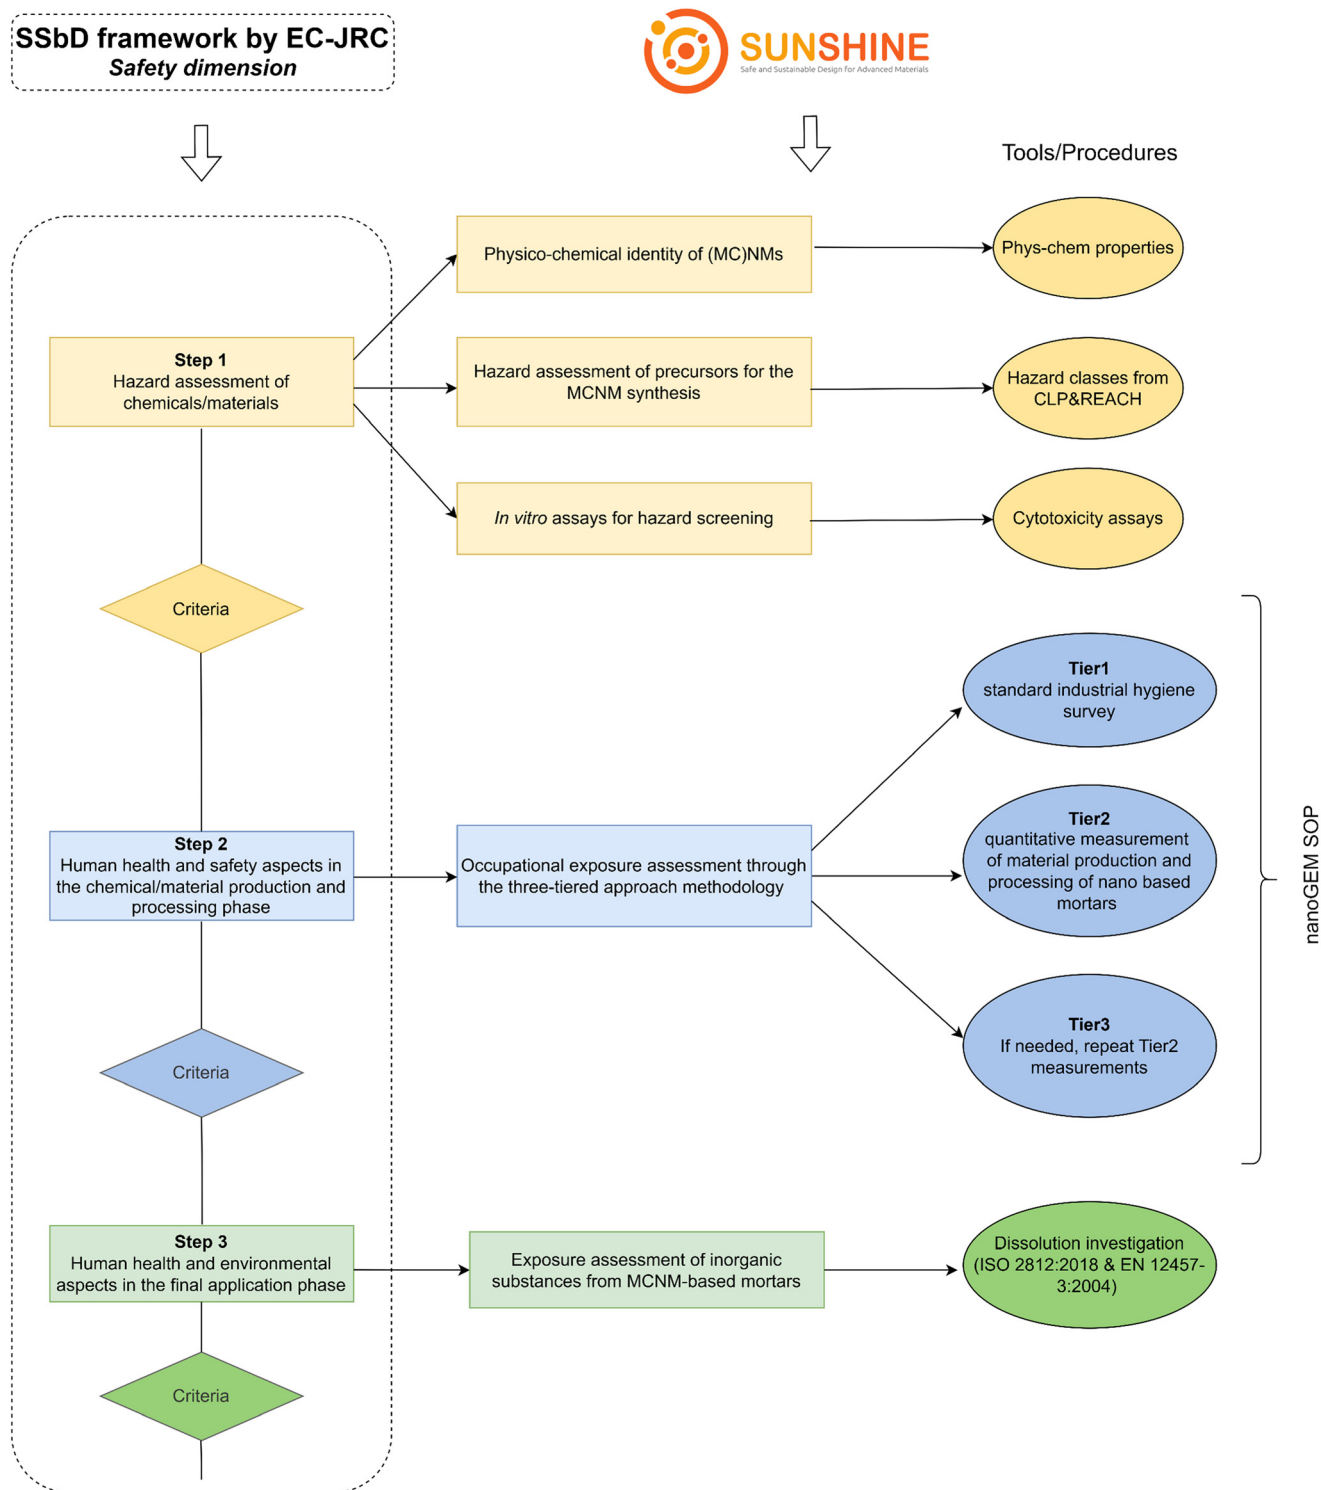 SSbD framework by EC-JRC
Safety dimension
SUNSHINE
Safe and Sustainable Design for Advanced Materials
Tools/Procedures
Physico-chemical identity of (MC)NMs
Phys-chem properties
Step 1
Hazard assessment of
chemicals/materials
Hazard assessment of precursors for the
MCNM synthesis
Hazard classes from
CLP&REACH
In vitro assays for hazard screening
Cytotoxicity assays
Criteria
Tier1
standard industrial hygiene
survey
Step 2
Human health and safety aspects in
the chemical/material production and
processing phase
Occupational exposure assessment through
the three-tiered approach methodology
Tier2
quantitative measurement
of material production and
processing of nano based
mortars
nanoGEM SOP
Tier3
If needed, repeat Tier2
measurements
Criteria
Step 3
Human health and environmental
aspects in the final application phase
Exposure assessment of inorganic
substances from MCNM-based mortars
Dissolution investigation
(ISO 2812:2018 & EN 12457-
3:2004)
Criteria